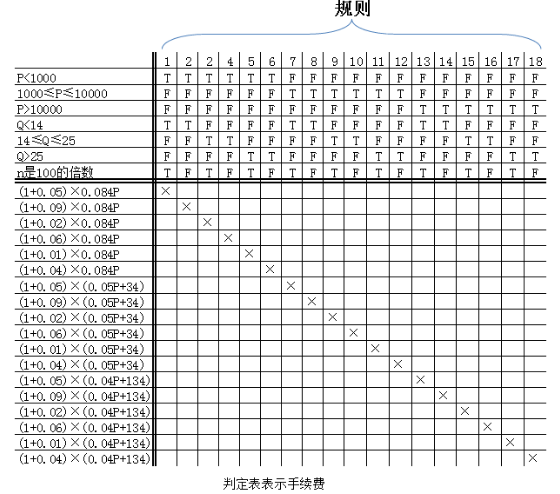 规则
1 2 2 4 5 6 7 8 9 10 11 12 13 14 15 16 17 18
P<1000 T T T T T T F F F F F F F F F F F F
1000≤P≤10000 F F F F F F T T T T T T F F F F F F
P>10000 F F F F F F F F F F F F T T T T T T
Q<14 T T F F F F T T F F F F T T F F F F
14≤Q≤25 F F T T F F F F T T F F F F T T F F
Q>25 F F F F T T F F F F T T F F F F T T
n是100的倍数 T F T F T F T F T F T F T F T F T F
(1+0.05)×0.084P ×
(1+0.09)×0.084P ×
(1+0.02)×0.084P ×
(1+0.06)×0.084P ×
(1+0.01)×0.084P ×
(1+0.04)×0.084P ×
(1+0.05)×(0.05P+34) ×
(1+0.09)×(0.05P+34) ×
(1+0.02)×(0.05P+34) ×
(1+0.06)×(0.05P+34) ×
(1+0.01)×(0.05P+34) ×
(1+0.04)×(0.05P+34) ×
(1+0.05)×(0.04P+134) ×
(1+0.09)×(0.04P+134) ×
(1+0.02)×(0.04P+134) ×
(1+0.06)×(0.04P+134) ×
(1+0.01)×(0.04P+134) ×
(1+0.04)×(0.04P+134) ×
判定表表示手续费